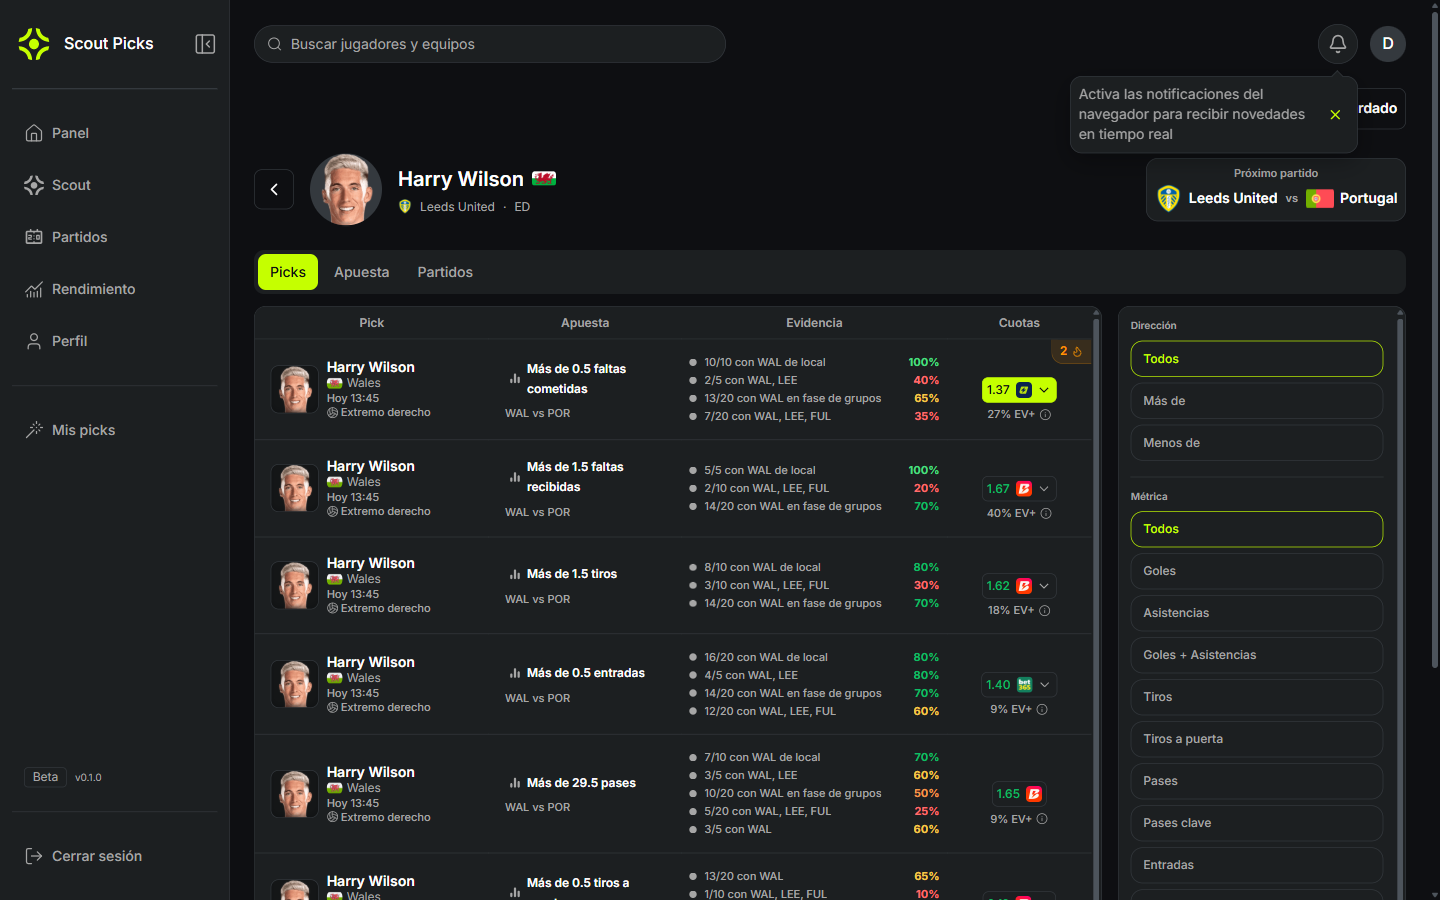 Scout Picks
Buscar jugadores y equipos
D
Activa las notificaciones del
navegador para recibir novedades
en tiempo real
rdado
Panel
Scout
Partidos
Rendimiento
Perfil
Mis picks
Beta v0.1.0
Cerrar sesión
Harry Wilson
Leeds United · ED
Próximo partido
Leeds United vs Portugal
Picks Apuesta Partidos
Pick Apuesta Evidencia Cuotas
2
Harry Wilson
Wales
Hoy 13:45
Extremo derecho
Más de 0.5 faltas
cometidas
WAL vs POR
10/10 con WAL de local 100%
2/5 con WAL, LEE 40%
13/20 con WAL en fase de grupos 65%
7/20 con WAL, LEE, FUL 35%
1.37
27% EV+
Harry Wilson
Wales
Hoy 13:45
Extremo derecho
Más de 1.5 faltas
recibidas
WAL vs POR
5/5 con WAL de local 100%
2/10 con WAL, LEE, FUL 20%
14/20 con WAL en fase de grupos 70%
1.67
40% EV+
Harry Wilson
Wales
Hoy 13:45
Extremo derecho
Más de 1.5 tiros
WAL vs POR
8/10 con WAL de local 80%
3/10 con WAL, LEE, FUL 30%
14/20 con WAL en fase de grupos 70%
1.62
18% EV+
Harry Wilson
Wales
Hoy 13:45
Extremo derecho
Más de 0.5 entradas
WAL vs POR
16/20 con WAL de local 80%
4/5 con WAL, LEE 80%
14/20 con WAL en fase de grupos 70%
12/20 con WAL, LEE, FUL 60%
1.40 bet365
9% EV+
Harry Wilson
Wales
Hoy 13:45
Extremo derecho
Más de 29.5 pases
WAL vs POR
7/10 con WAL de local 70%
3/5 con WAL, LEE 60%
10/20 con WAL en fase de grupos 50%
5/20 con WAL, LEE, FUL 25%
3/5 con WAL 60%
1.65
9% EV+
Harry Wilson
Wales
Más de 0.5 tiros a
13/20 con WAL 65%
1/10 con WAL, LEE, FUL 10%
Dirección
Todos
Más de
Menos de
Métrica
Todos
Goles
Asistencias
Goles + Asistencias
Tiros
Tiros a puerta
Pases
Pases clave
Entradas